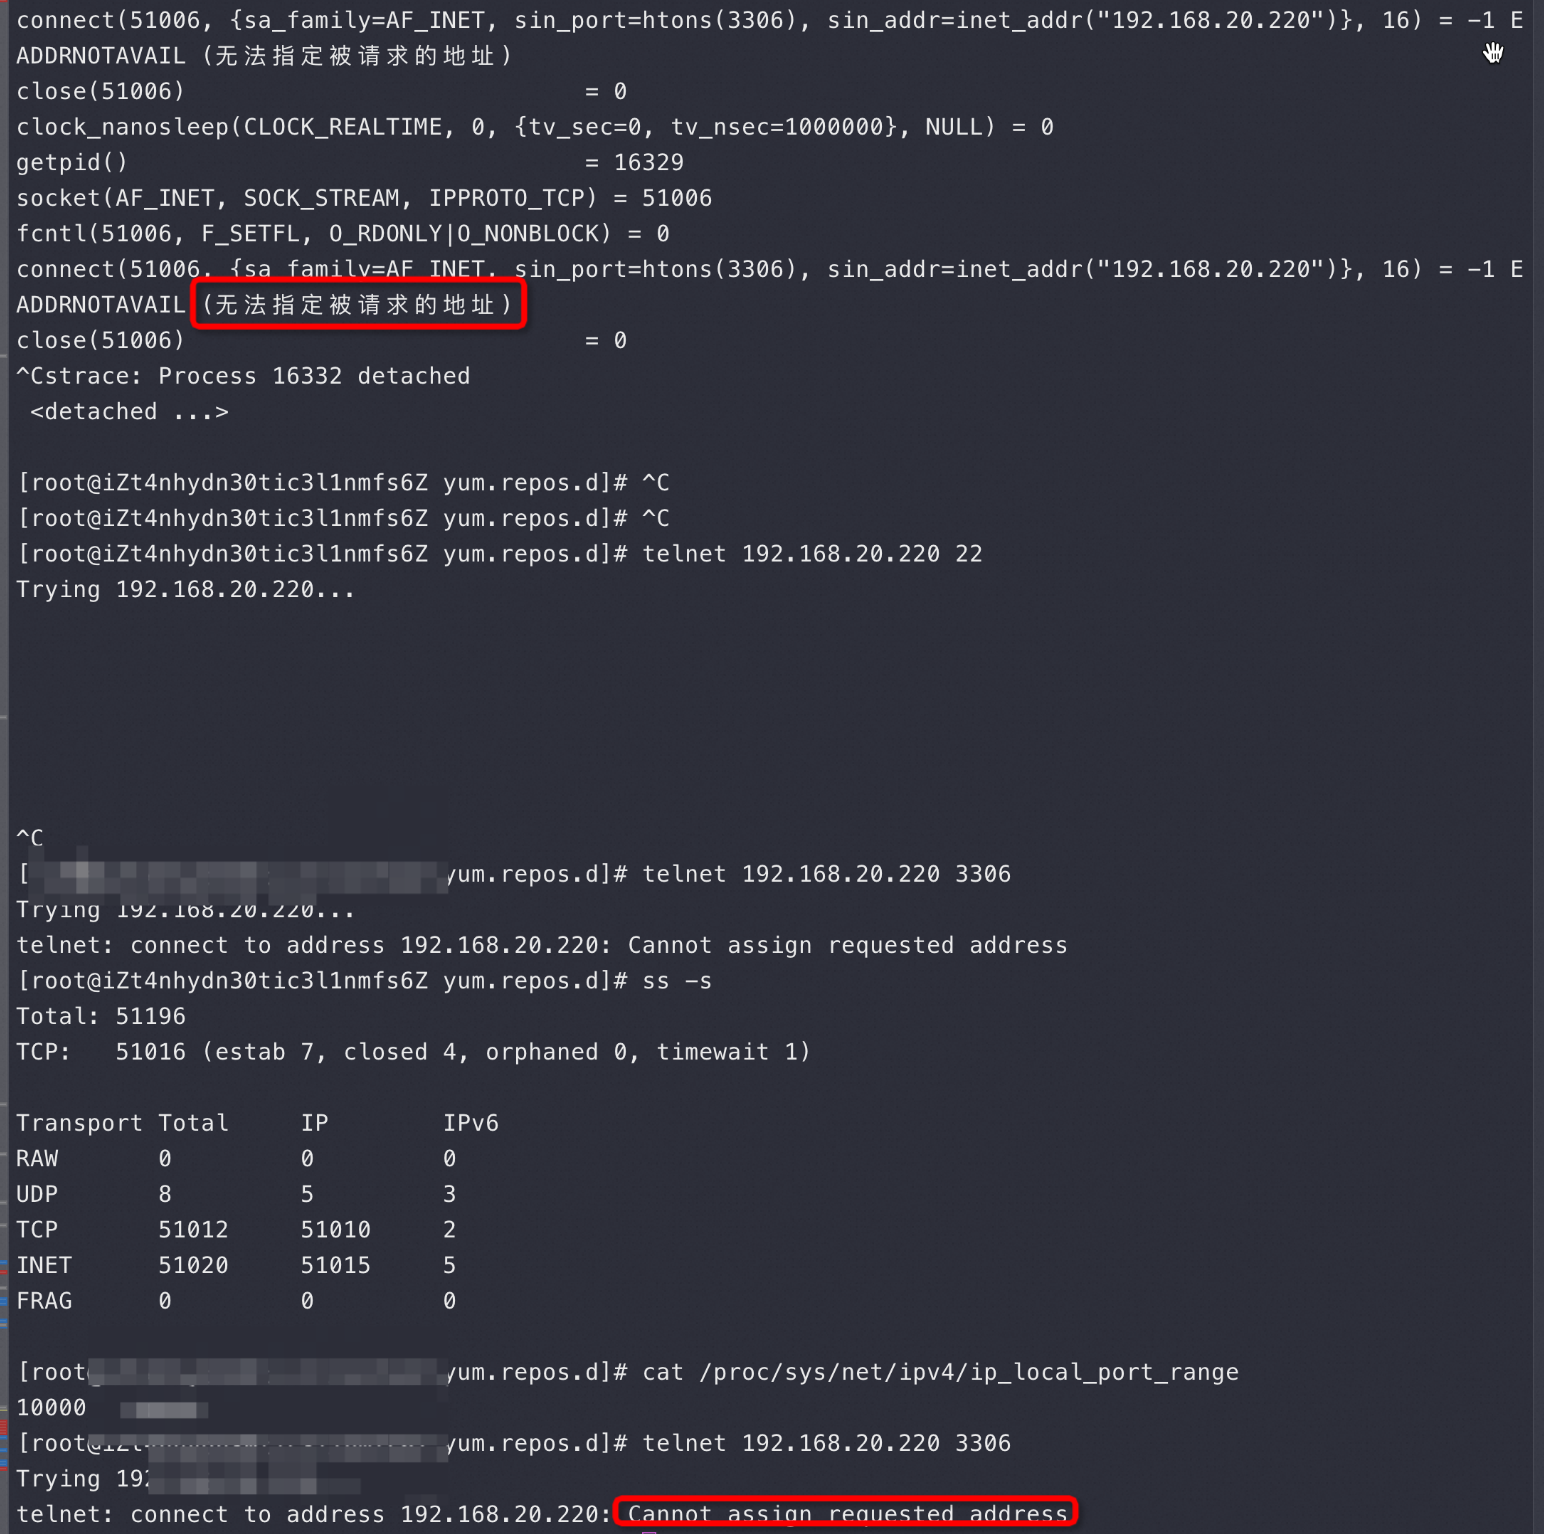 connect(51006, {sa_family=AF_INET, sin_port=htons(3306), sin_addr=inet_addr("192.168.20.220")}, 16) = -1 E
ADDRNOTAVAIL (无法指定被请求的地址)
close(51006)                            = 0
clock_nanosleep(CLOCK_REALTIME, 0, {tv_sec=0, tv_nsec=1000000}, NULL) = 0
getpid()                                = 16329
socket(AF_INET, SOCK_STREAM, IPPROTO_TCP) = 51006
fcntl(51006, F_SETFL, O_RDONLY|O_NONBLOCK) = 0
connect(51006, {sa_family=AF_INET, sin_port=htons(3306), sin_addr=inet_addr("192.168.20.220")}, 16) = -1 E
ADDRNOTAVAIL (无法指定被请求的地址)
close(51006)                            = 0
^Cstrace: Process 16332 detached
 <detached ...>
[root@iZt4nhydn30tic3l1nmfs6Z yum.repos.d]# ^C
[root@iZt4nhydn30tic3l1nmfs6Z yum.repos.d]# ^C
[root@iZt4nhydn30tic3l1nmfs6Z yum.repos.d]# telnet 192.168.20.220 22
Trying 192.168.20.220...
^C
[ yum.repos.d]# telnet 192.168.20.220 3306
Trying 192.168.20.220...
telnet: connect to address 192.168.20.220: Cannot assign requested address
[root@iZt4nhydn30tic3l1nmfs6Z yum.repos.d]# ss -s
Total: 51196
TCP:   51016 (estab 7, closed 4, orphaned 0, timewait 1)
Transport Total     IP        IPv6
RAW       0         0         0
UDP       8         5         3
TCP       51012     51010     2
INET      51020     51015     5
FRAG      0         0         0
[root yum.repos.d]# cat /proc/sys/net/ipv4/ip_local_port_range
10000
[root yum.repos.d]# telnet 192.168.20.220 3306
Trying 192
telnet: connect to address 192.168.20.220: Cannot assign requested address